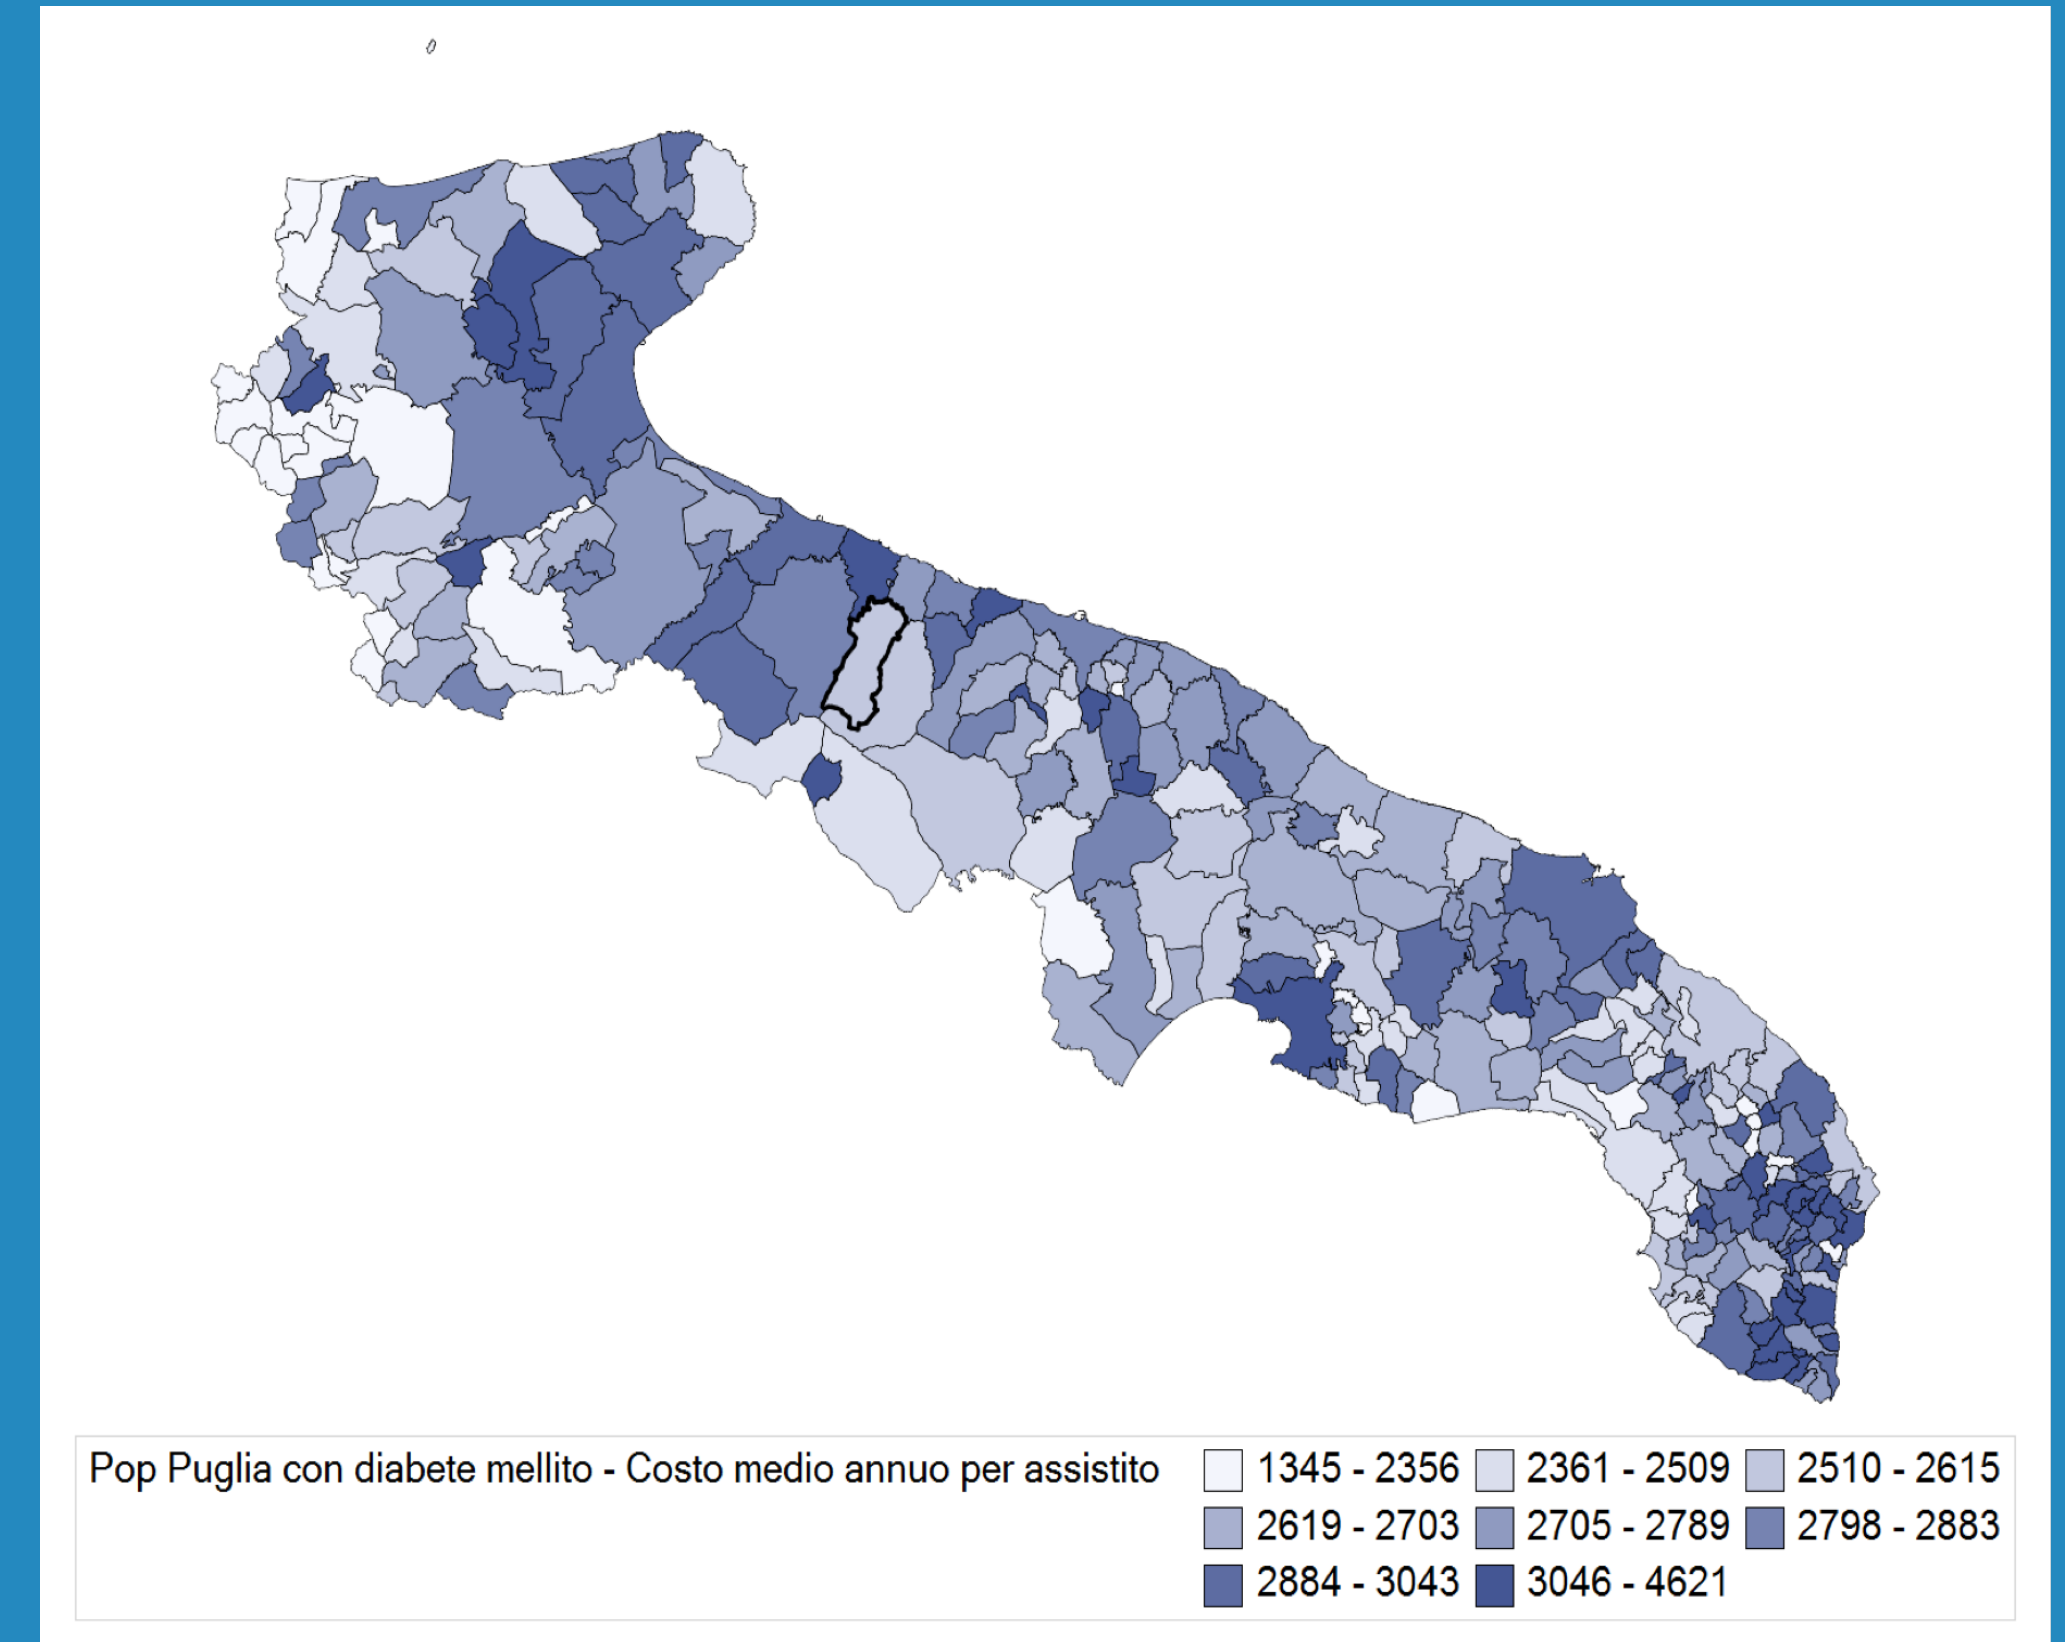 Pop Puglia con diabete mellito - Costo medio annuo per assistito
1345 - 2356 2361 - 2509 2510 - 2615
2619 - 2703 2705 - 2789 2798 - 2883
2884 - 3043 3046 - 4621